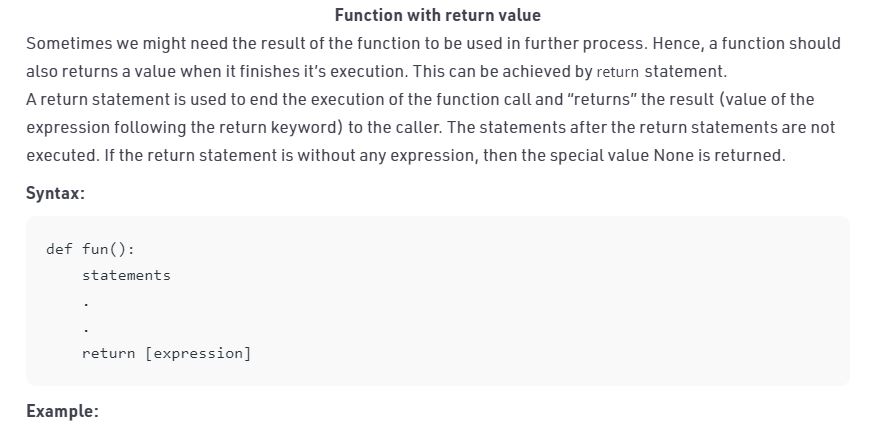 Function with return value
Sometimes we might need the result of the function to be used in further process. Hence, a function should
also returns a value when it finishes it's execution. This can be achieved by return statement.
A return statement is used to end the execution of the function call and “returns” the result (value of the
expression following the return keyword) to the caller. The statements after the return statements are not
executed. If the return statement is without any expression, then the special value None is returned.
Syntax:
def fun():
    statements
    .
    .
    return [expression]
Example: